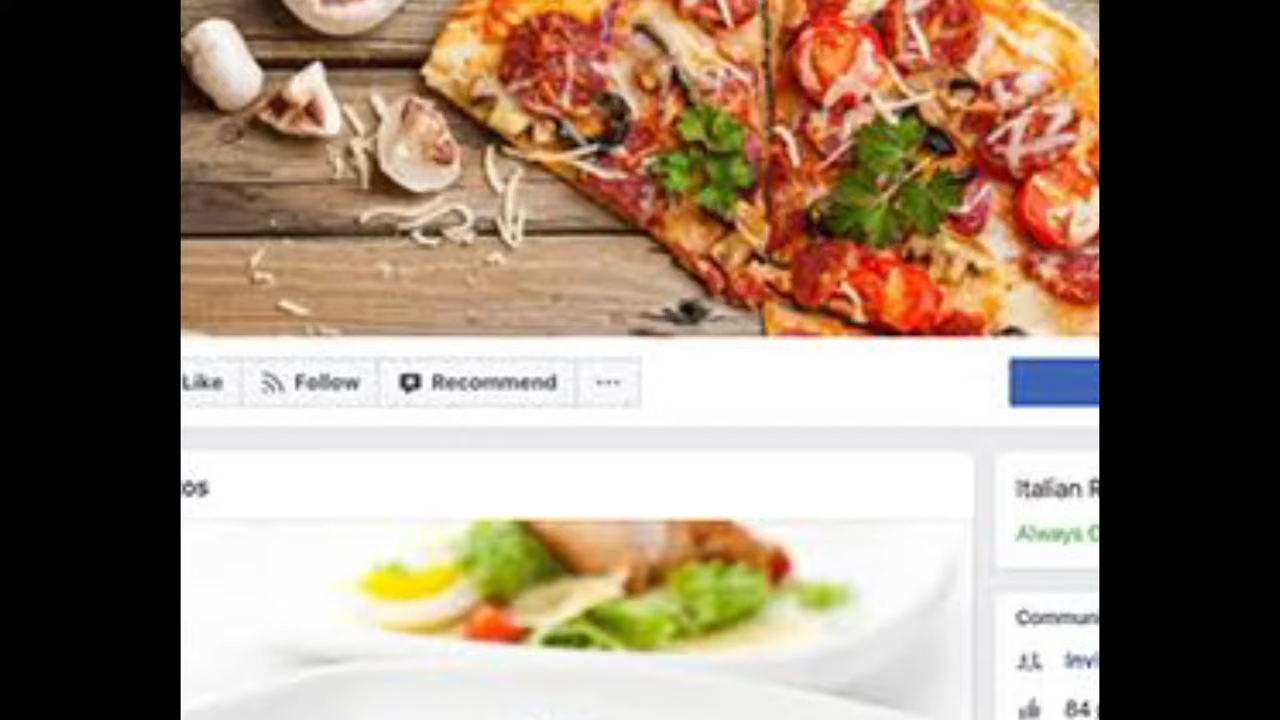 Like Follow Recommend ...
os
Italian R
Always O
Commun
Invi
84 p